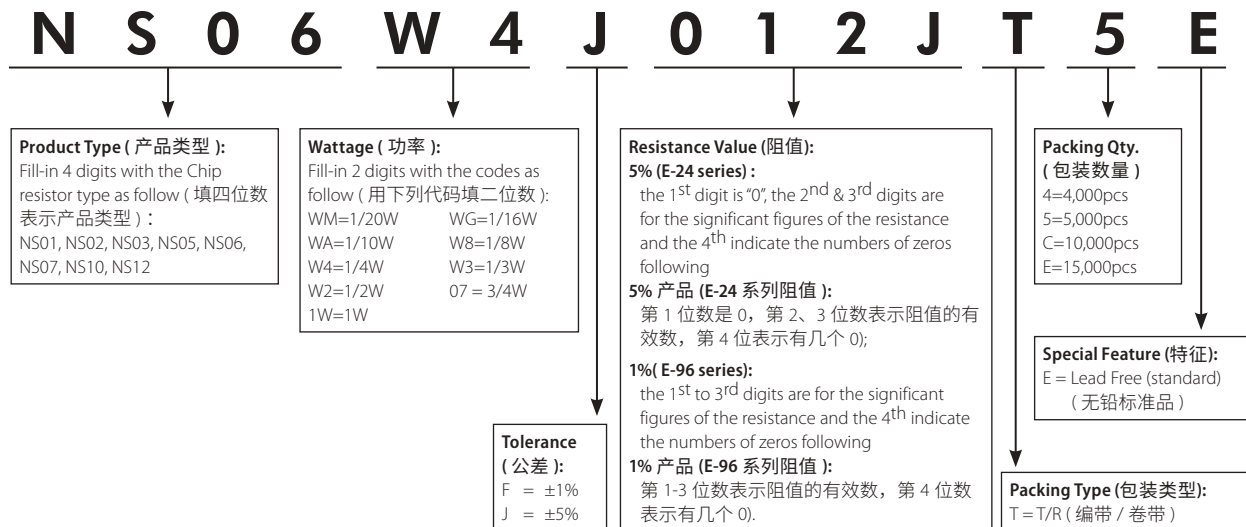 N S 0 6 W 4 J 0 1 2 J T 5 E
Product Type ( 产品类型 ):
Fill-in 4 digits with the Chip
resistor type as follow ( 填四位数
表示产品类型 ) ：
NS01, NS02, NS03, NS05, NS06,
NS07, NS10, NS12
Wattage ( 功率 ):
Fill-in 2 digits with the codes as
follow ( 用下列代码填二位数 ):
WM=1/20W WG=1/16W
WA=1/10W W8=1/8W
W4=1/4W W3=1/3W
W2=1/2W 07 = 3/4W
1W=1W
Tolerance
( 公差 ):
F = ±1%
J = ±5%
Resistance Value (阻值):
5% (E-24 series) :
the 1st digit is “0”, the 2nd & 3rd digits are
for the significant figures of the resistance
and the 4th indicate the numbers of zeros
following
5% 产品 (E-24 系列阻值 ):
第 1 位数是 0，第 2、3 位数表示阻值的有
效数，第 4 位表示有几个 0);
1%( E-96 series):
the 1st to 3rd digits are for the significant
figures of the resistance and the 4th indicate
the numbers of zeros following
1% 产品 (E-96 系列阻值 ):
第 1-3 位数表示阻值的有效数，第 4 位数
表示有几个 0).
Packing Qty.
( 包装数量 )
4=4,000pcs
5=5,000pcs
C=10,000pcs
E=15,000pcs
Special Feature (特征):
E = Lead Free (standard)
( 无铅标准品 )
Packing Type (包装类型):
T = T/R ( 编带 / 卷带 )